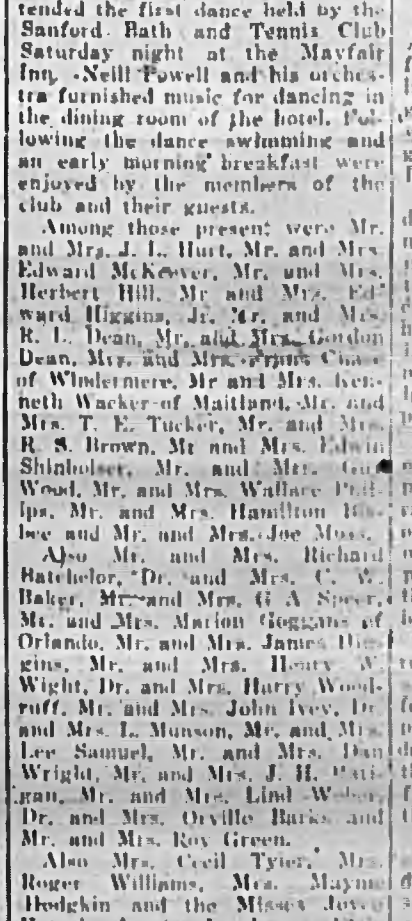 tended the first dance held by the
Sanford Bath and Tennis Club
Saturday night at the Mayfair
Inn. Neill Powell and his orches-
tra furnished music for dancing in
the dining room of the hotel. Fol-
lowing the dance swimming and
an early morning breakfast were
enjoyed by the members of the
club and their guests.
Among those present were Mr.
and Mrs. J. L. Hurt, Mr. and Mrs.
Edward McKeever, Mr. and Mrs.
Herbert Hill, Mr and Mrs. Ed-
ward Higgins, Jr. Mr. and Mrs.
R. L. Dean, Mr. and Mrs. Gordon
Dean, Mrs. and Mrs. Frank Chase
of Windermere, Mr and Mrs. Ken-
neth Wacker of Maitland, Mr. and
Mrs. T. E. Tucker, Mr. and Mrs.
R. S. Brown, Mr and Mrs. Edwin
Shinholser, Mr. and Mrs.
Wood, Mr. and Mrs. Wallace Phil-
ips, Mr. and Mrs. Hamilton
bee and Mr. and Mrs. Joe Moss.
Also Mr. and Mrs. Richard
Batchelor, Dr. and Mrs. C. W.
Baker, Mr. and Mrs. G A Speer,
Mr. and Mrs. Marion Goggans of
Orlando, Mr. and Mrs. James
gins, Mr. and Mrs. Henry W.
Wight, Dr. and Mrs. Harry Wood-
ruff, Mr. and Mrs. John Ivey, Dr.
and Mrs. L. Munson, Mr. and Mrs.
Lee Samuel, Mr. and Mrs. Dan
Wright, Mr. and Mrs. J. H.
gan, Mr. and Mrs. Lind Weber,
Dr. and Mrs. Orville Barks and
Mr. and Mrs. Roy Green.
Also Mrs. Cecil Tyler, Mrs.
Roger Williams, Mrs. Mayme
Hodgkin and the Misses Joyce